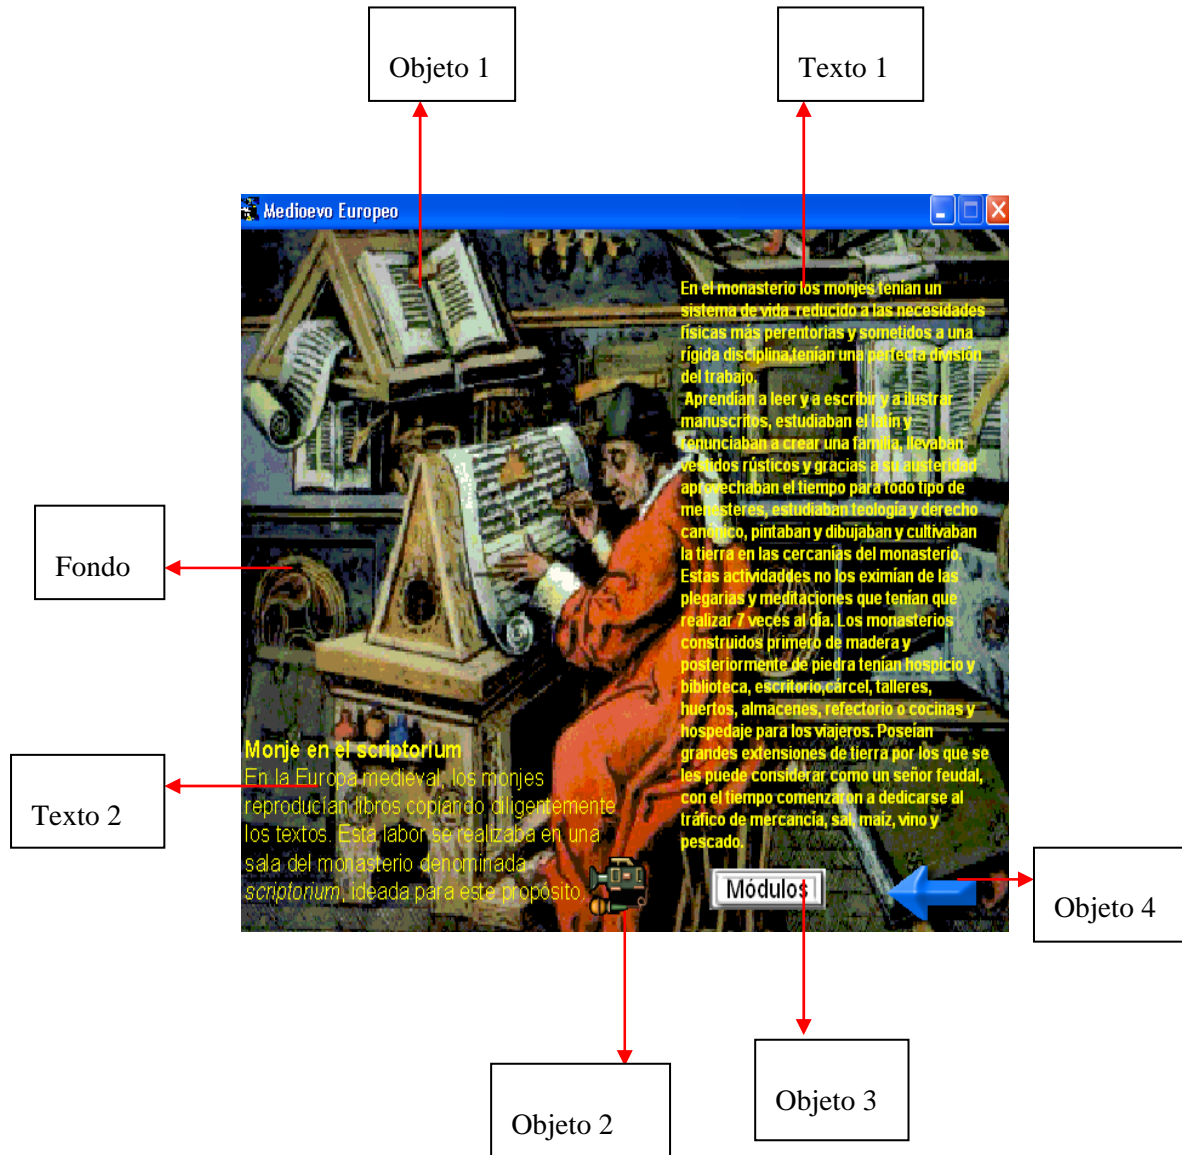 Objeto 1
Texto 1
Medioevo Europeo
En el monasterio los monjes tenían un
sistema de vida reducido a las necesidades
físicas más perentorias y sometidos a una
rígida disciplina,tenían una perfecta división
del trabajo.
Aprendían a leer y a escribir y a ilustrar
manuscritos, estudiaban el latín y
renunciaban a crear una familia, llevaban
vestidos rústicos y gracias a su austeridad
aprovechaban el tiempo para todo tipo de
menesteres, estudiaban teología y derecho
canónico, pintaban y dibujaban y cultivaban
la tierra en las cercanías del monasterio.
Estas actividaddes no los eximían de las
plegarias y meditaciones que tenían que
realizar 7 veces al día. Los monasterios
construidos primero de madera y
posteriormente de piedra tenían hospicio y
biblioteca, escritorio,cárcel, talleres,
huertos, almacenes, refectorio o cocinas y
hospedaje para los viajeros. Poseían
grandes extensiones de tierra por los que se
les puede considerar como un señor feudal,
con el tiempo comenzaron a dedicarse al
tráfico de mercancía, sal, maíz, vino y
pescado.
Fondo
Monje en el scriptorium
En la Europa medieval, los monjes
reproducían libros copiando diligentemente
los textos. Esta labor se realizaba en una
sala del monasterio denominada
scriptorium, ideada para este propósito.
Texto 2
Módulos
Objeto 4
Objeto 3
Objeto 2